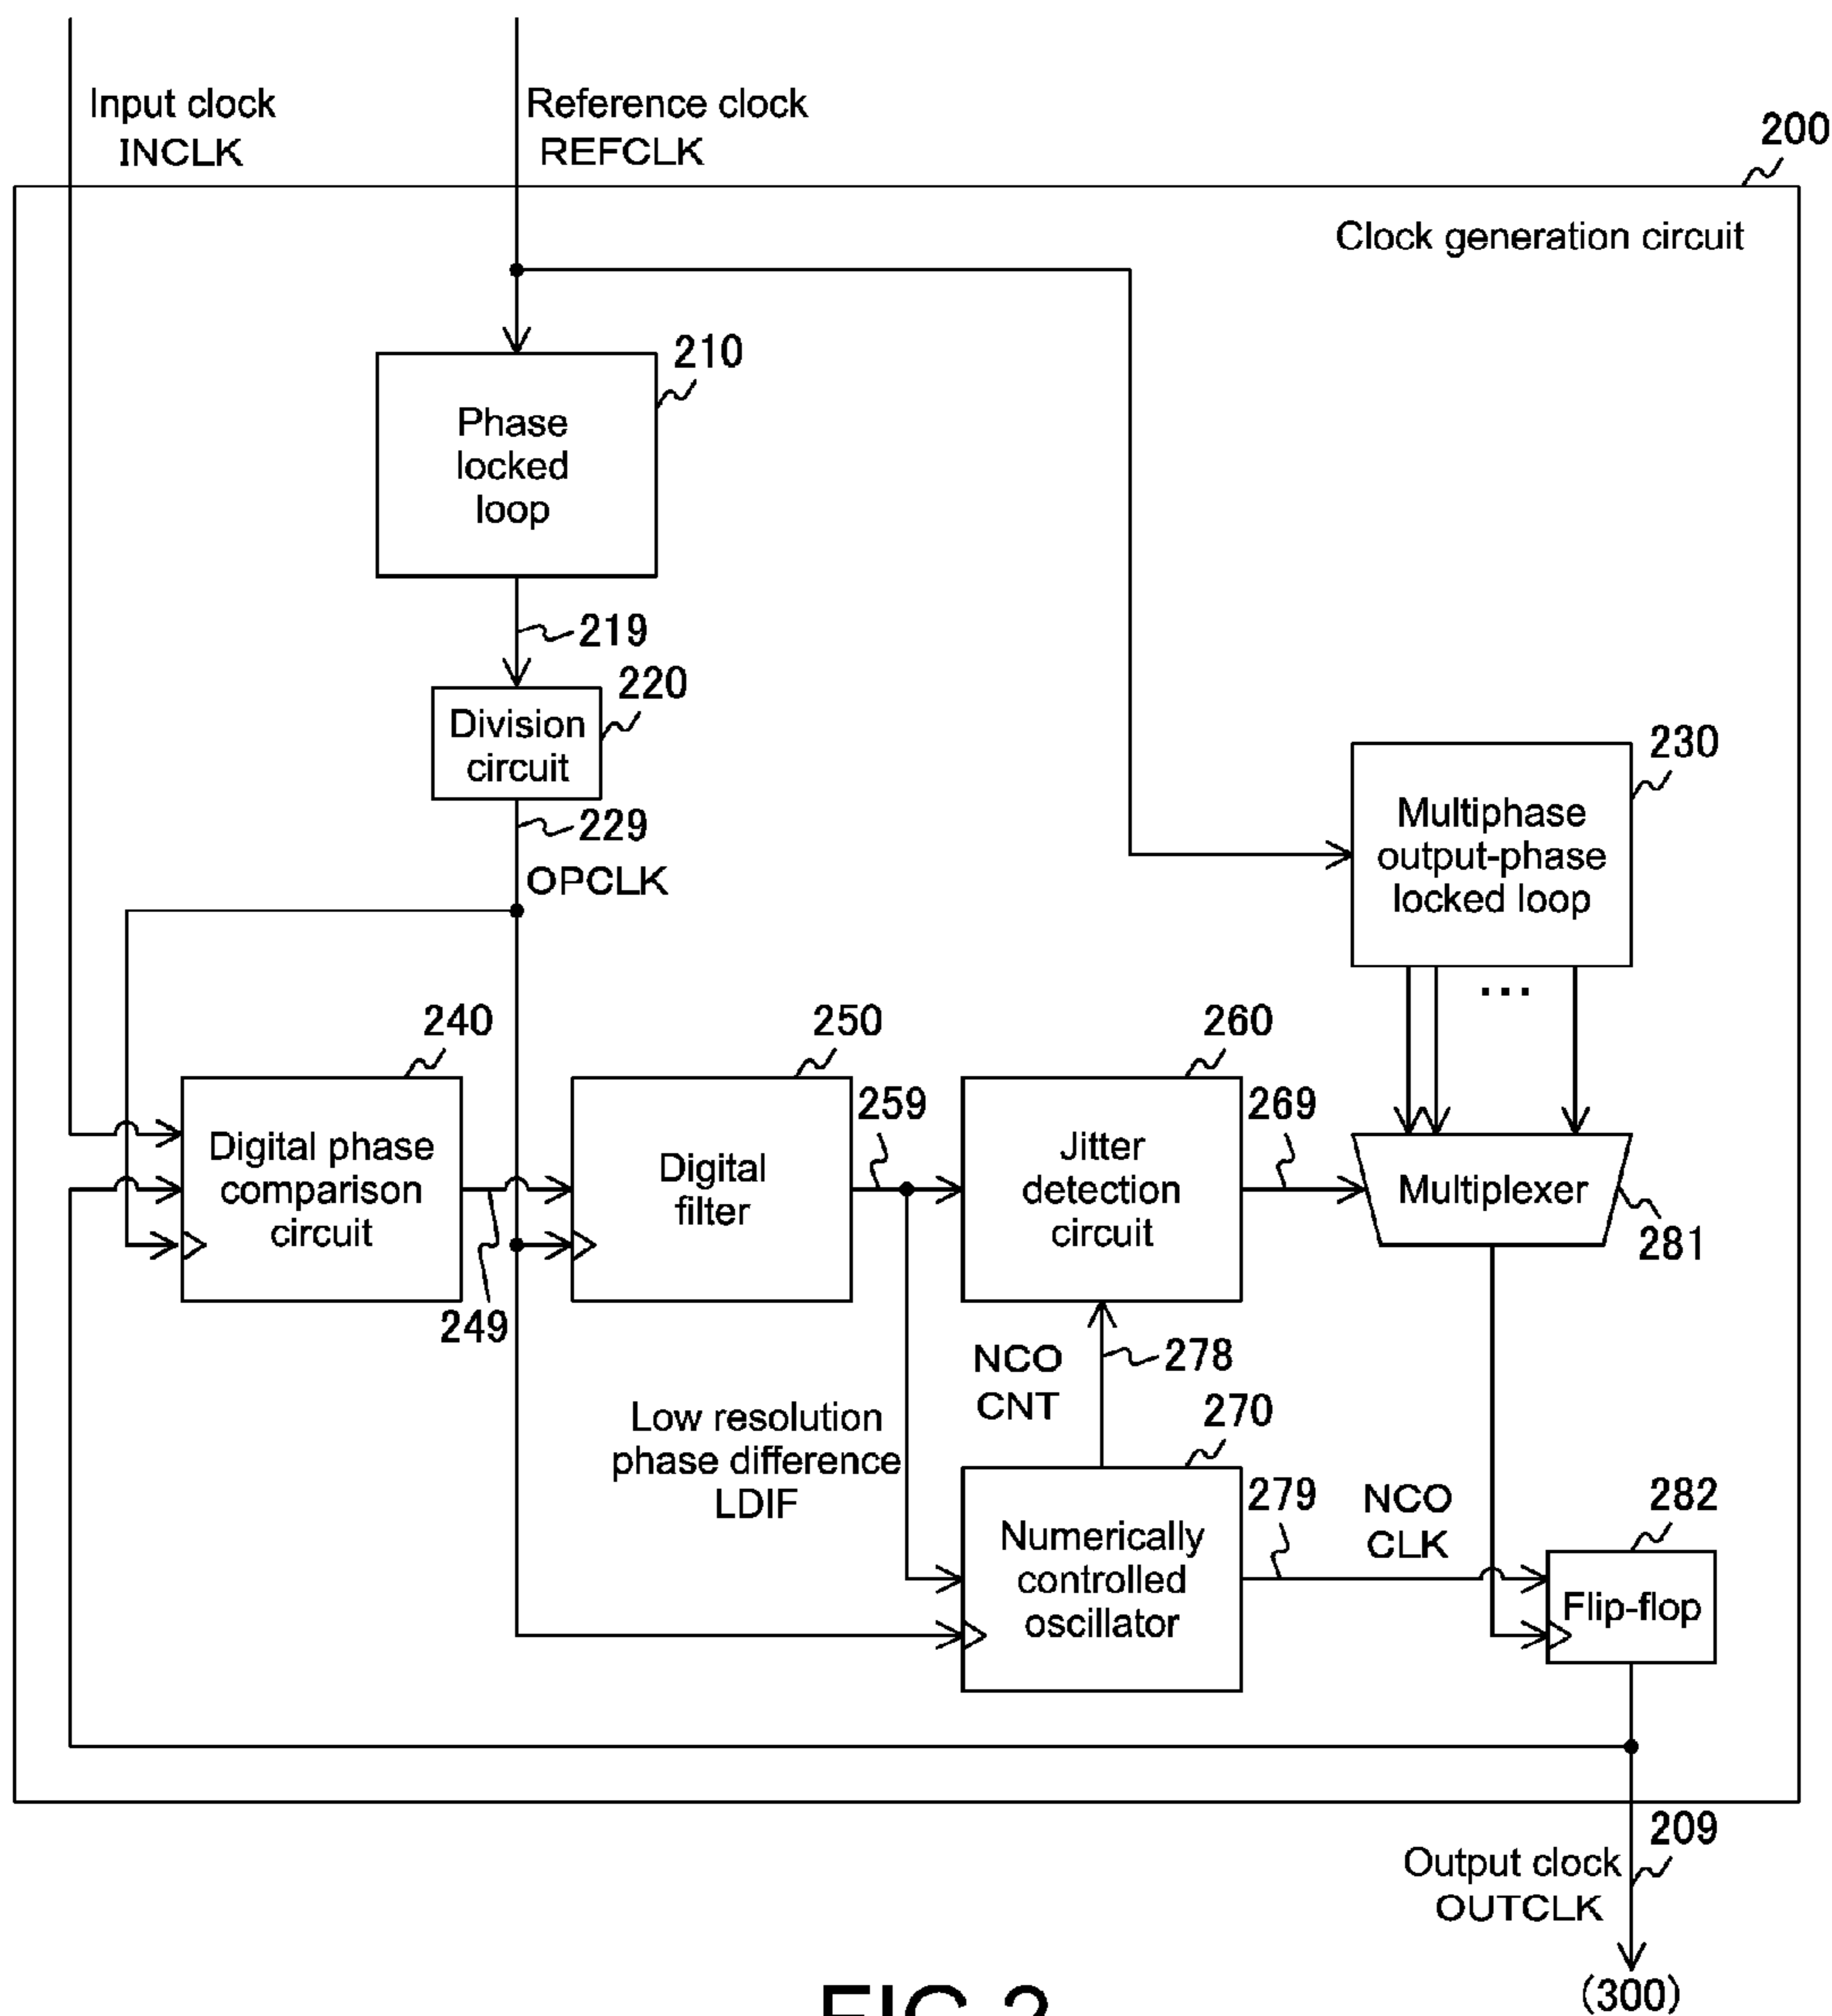 Input clock
INCLK
Reference clock
REFCLK
200
Clock generation circuit
210
Phase
locked
loop
219
220
Division
circuit
229
OPCLK
230
Multiphase
output-phase
locked loop
...
240
Digital phase
comparison
circuit
249
250
Digital
filter
259
260
Jitter
detection
circuit
269
Multiplexer
281
Low resolution
phase difference
LDIF
NCO
CNT
278
270
Numerically
controlled
oscillator
279
NCO
CLK
282
Flip-flop
209
Output clock
OUTCLK
(300)
FIG.2